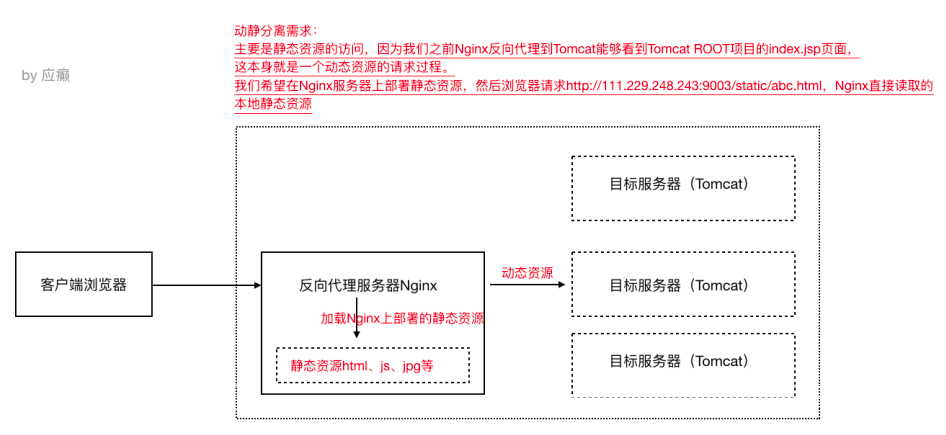 动静分离需求：
主要是静态资源的访问，因为我们之前Nginx反向代理到Tomcat能够看到Tomcat ROOT项目的index.jsp页面，
这本身就是一个动态资源的请求过程。
我们希望在Nginx服务器上部署静态资源，然后浏览器请求http://111.229.248.243:9003/static/abc.html，Nginx直接读取的
本地静态资源
by 应癫
目标服务器（Tomcat）
客户端浏览器
反向代理服务器Nginx
动态资源
目标服务器（Tomcat）
加载Nginx上部署的静态资源
静态资源html、js、jpg等
目标服务器（Tomcat）